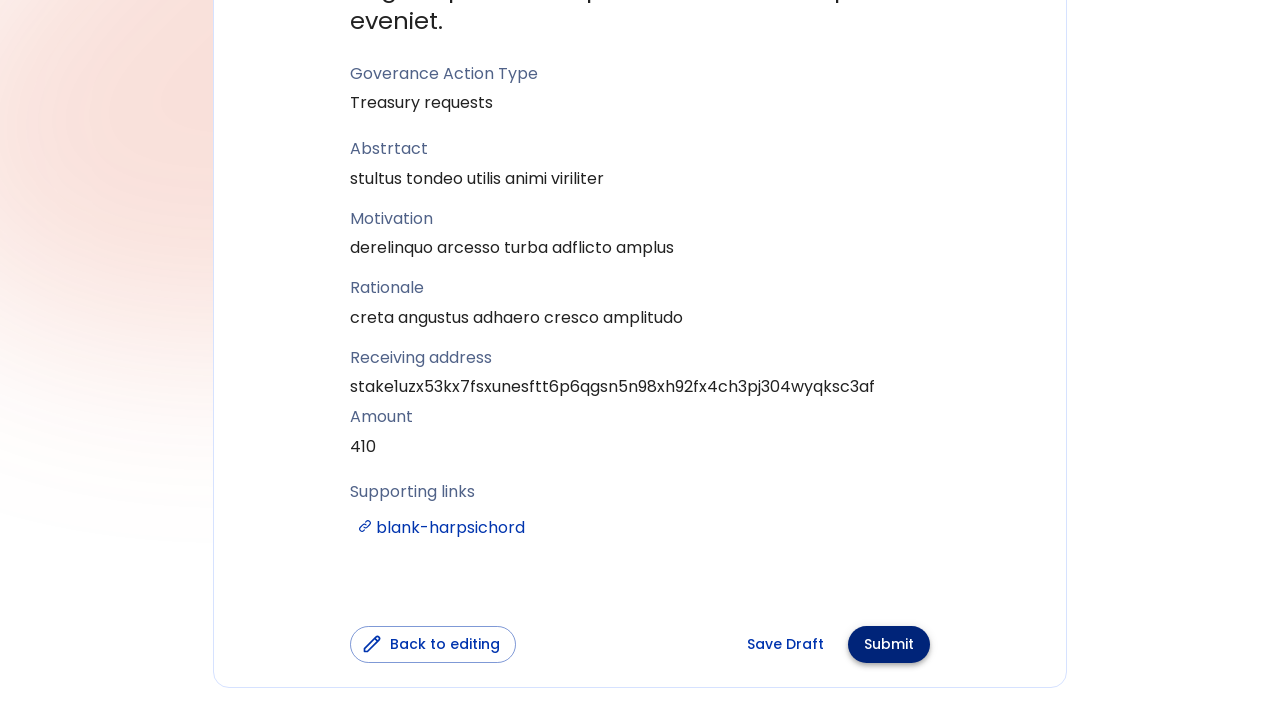 eveniet.
Goverance Action Type
Treasury requests
Abstrtact
stultus tondeo utilis animi viriliter
Motivation
derelinquo arcesso turba adflicto amplus
Rationale
creta angustus adhaero cresco amplitudo
Receiving address
stake1uzx53kx7fsxunesftt6p6qgsn5n98xh92fx4ch3pj304wyqksc3af
Amount
410
Supporting links
blank-harpsichord
Back to editing
Save Draft
Submit